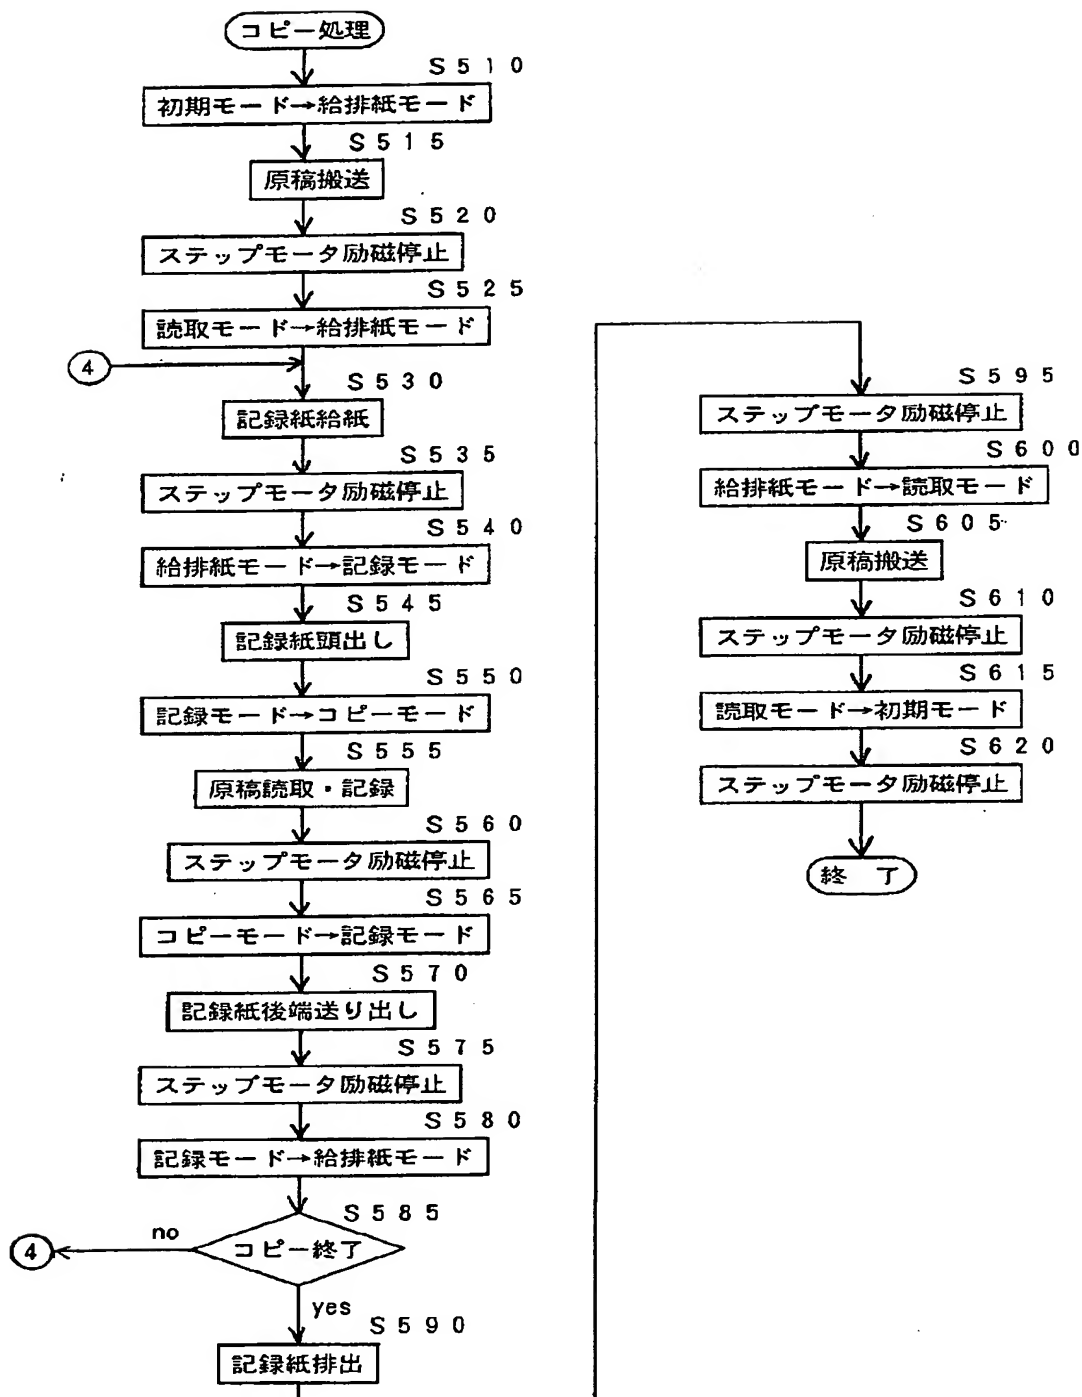 コピー処理
S510
初期モード→給排紙モード
S515
原稿搬送
S520
ステップモータ励磁停止
S525
読取モード→給排紙モード
4
S530
記録紙給紙
S535
ステップモータ励磁停止
S540
給排紙モード→記録モード
S545
記録紙頭出し
S550
記録モード→コピーモード
S555
原稿読取・記録
S560
ステップモータ励磁停止
S565
コピーモード→記録モード
S570
記録紙後端送り出し
S575
ステップモータ励磁停止
S580
記録モード→給排紙モード
S585
コピー終了
no
4
yes
S590
記録紙排出
S595
ステップモータ励磁停止
S600
給排紙モード→読取モード
S605
原稿搬送
S610
ステップモータ励磁停止
S615
読取モード→初期モード
S620
ステップモータ励磁停止
終 了